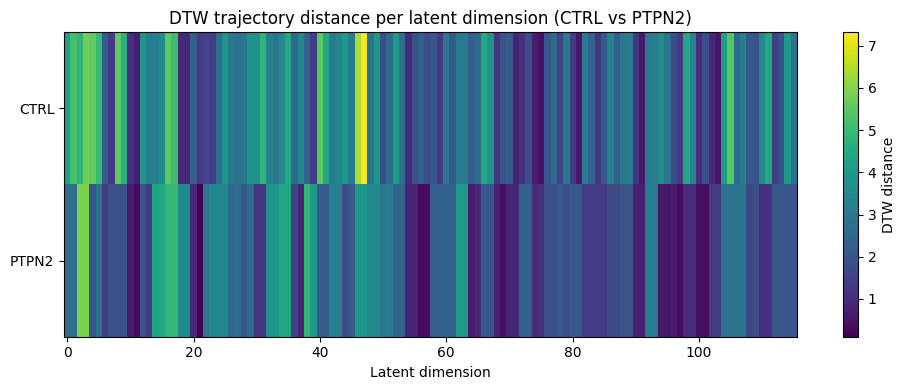 DTW trajectory distance per latent dimension (CTRL vs PTPN2)
CTRL
PTPN2
0 20 40 60 80 100
Latent dimension
7
6
5
4
3
2
1
DTW distance